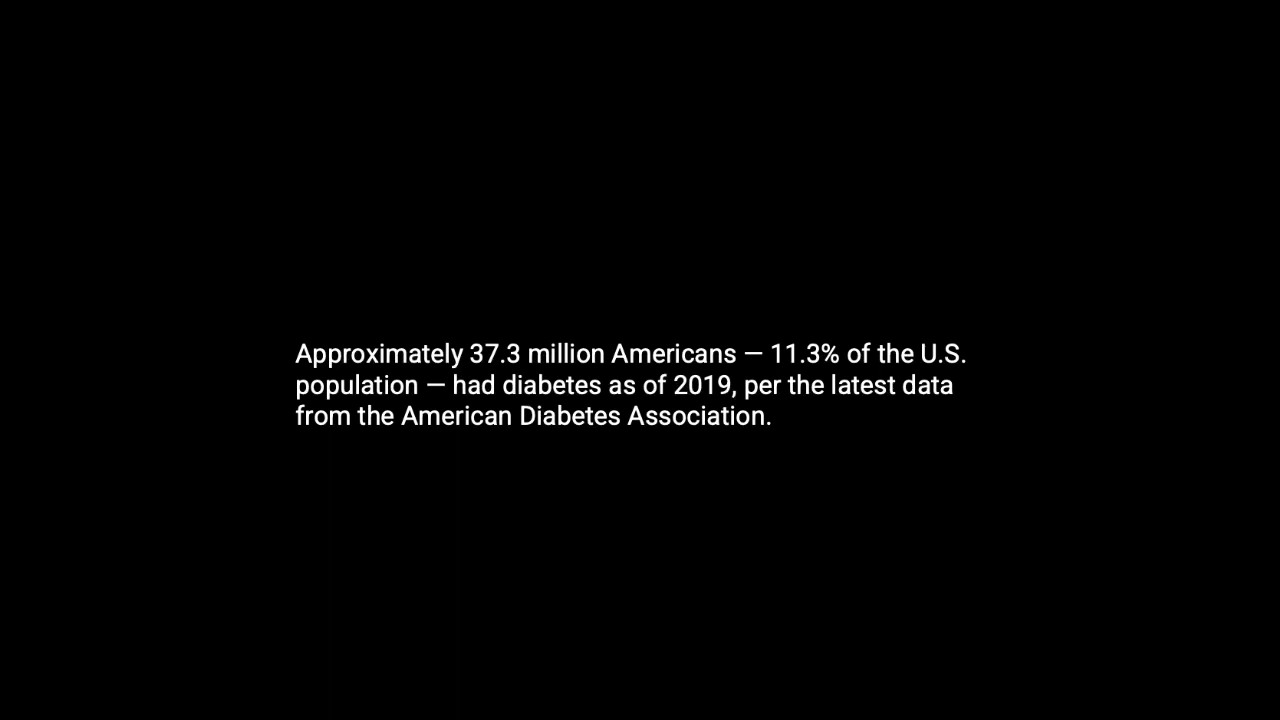 Approximately 37.3 million Americans — 11.3% of the U.S.
population — had diabetes as of 2019, per the latest data
from the American Diabetes Association.